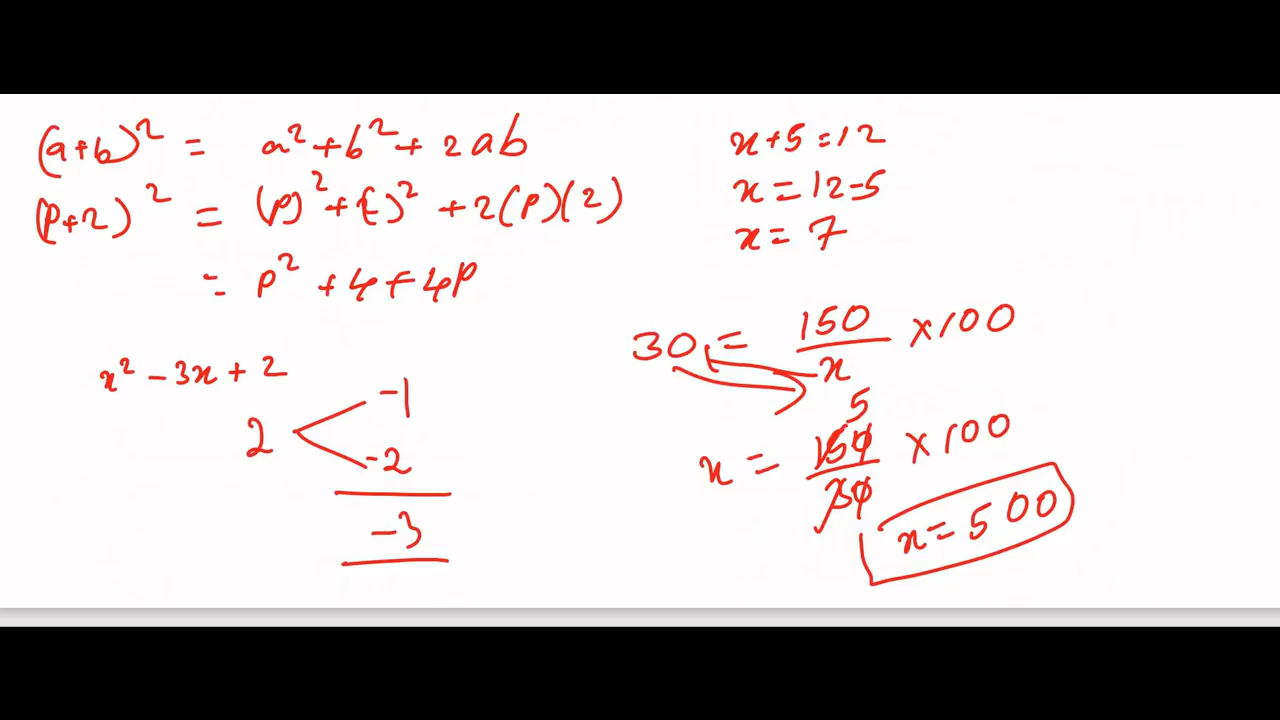 (a+b)² = a²+b²+2ab
(p+2)² = (p)²+( )²+2(p)(2)
= p²+4+4p
x²-3x+2
2 < -1
-2
-3
x+5=12
x=12-5
x=7
30 = 150/x ×100
5
x = 150/30 ×100
x=500